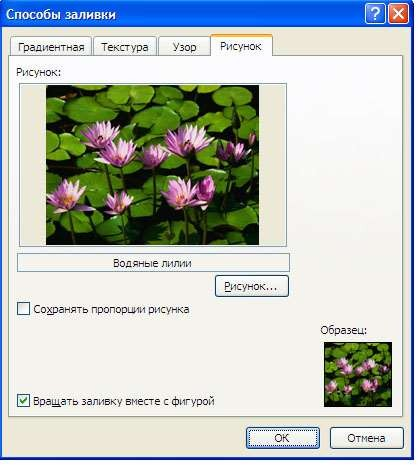 Способы заливки
Градиентная Текстура Узор Рисунок
Рисунок:
Водяные лилии
Рисунок...
Сохранять пропорции рисунка
Образец:
Вращать заливку вместе с фигурой
ОК Отмена